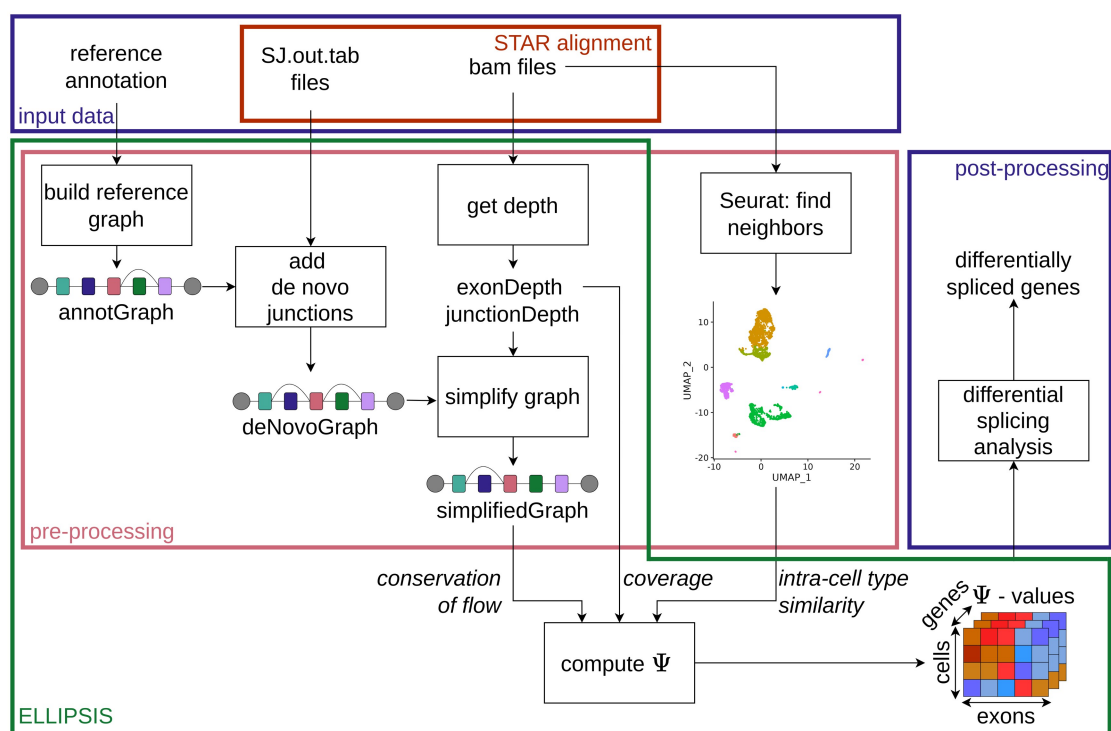 reference
annotation
SJ.out.tab
files
STAR alignment
bam files
input data
build reference
graph
get depth
Seurat: find
neighbors
post-processing
add
de novo
junctions
annotGraph
exonDepth
junctionDepth
differentially
spliced genes
simplify graph
deNovoGraph
10
0
-10
-20
UMAP_2
-10
0
10
20
UMAP_1
differential
splicing
analysis
simplifiedGraph
pre-processing
conservation
of flow
coverage
intra-cell type
similarity
compute Ψ
genes
Ψ - values
cells
exons
ELLIPSIS